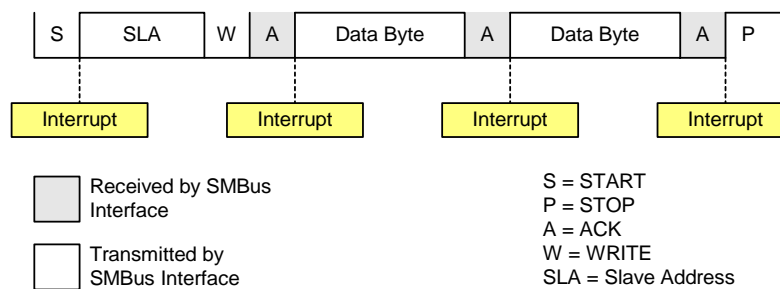 S SLA W A Data Byte A Data Byte A P
Interrupt Interrupt Interrupt Interrupt
Received by SMBus
Interface
Transmitted by
SMBus Interface
S = START
P = STOP
A = ACK
W = WRITE
SLA = Slave Address